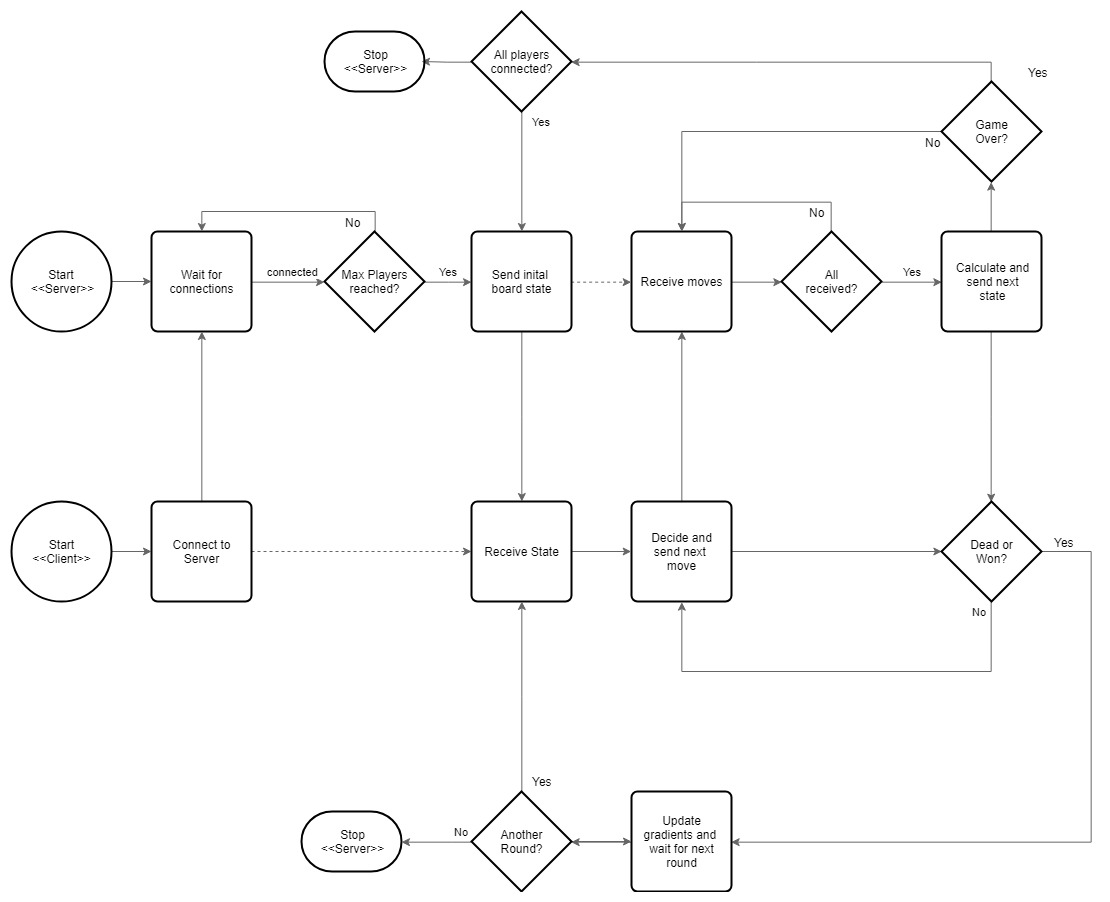 Stop
<<Server>>
All players
connected?
Yes
Yes
Game
Over?
No
No
No
Start
<<Server>>
Wait for
connections
connected
Max Players
reached?
Yes
Send inital
board state
Receive moves
All
received?
Yes
Calculate and
send next
state
Start
<<Client>>
Connect to
Server
Receive State
Decide and
send next
move
Dead or
Won?
Yes
No
Yes
Stop
<<Server>>
No
Another
Round?
Update
gradients and
wait for next
round